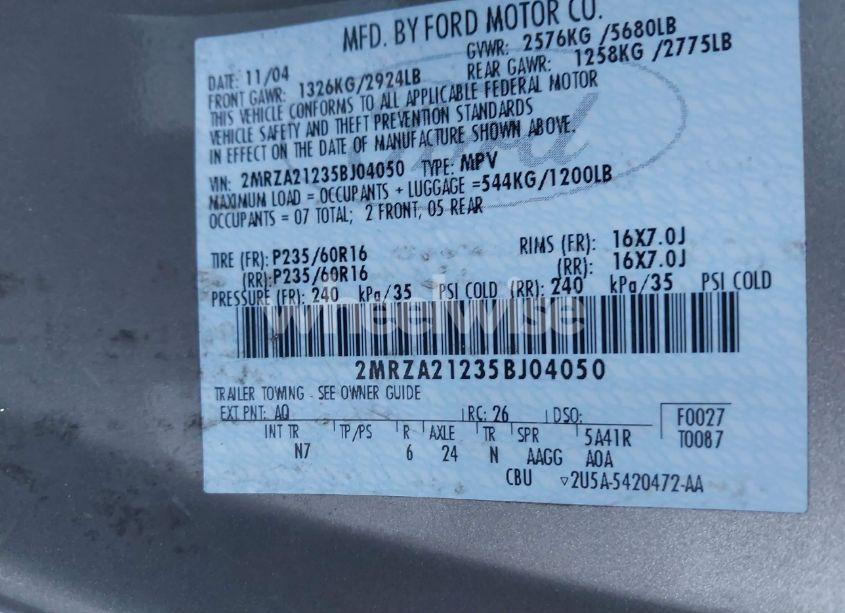 MFD. BY FORD MOTOR CO.
DATE: 11/04 GVWR: 2576KG /5680LB
FRONT GAWR: 1326KG/2924LB REAR GAWR: 1258KG /2775LB
THIS VEHICLE CONFORMS TO ALL APPLICABLE FEDERAL MOTOR
VEHICLE SAFETY AND THEFT PREVENTION STANDARDS
IN EFFECT ON THE DATE OF MANUFACTURE SHOWN ABOVE.
Ford
VIN: 2MRZA21235BJ04050 TYPE: MPV
MAXIMUM LOAD = OCCUPANTS + LUGGAGE =544KG/1200LB
OCCUPANTS = 07 TOTAL; 2 FRONT, 05 REAR
TIRE (FR): P235/60R16 RIMS (FR): 16X7.0J
(RR): P235/60R16 (RR): 16X7.0J
PRESSURE (FR): 240 kPa/35 PSI COLD (RR): 240 kPa/35 PSI COLD
wheelwise
2MRZA21235BJ04050
TRAILER TOWING - SEE OWNER GUIDE
EXT PNT: AQ RC: 26 DSO: F0027
INT TR TP/PS R AXLE TR SPR 5A41R T0087
N7 6 24 N AAGG A0A
CBU ▽2U5A-5420472-AA